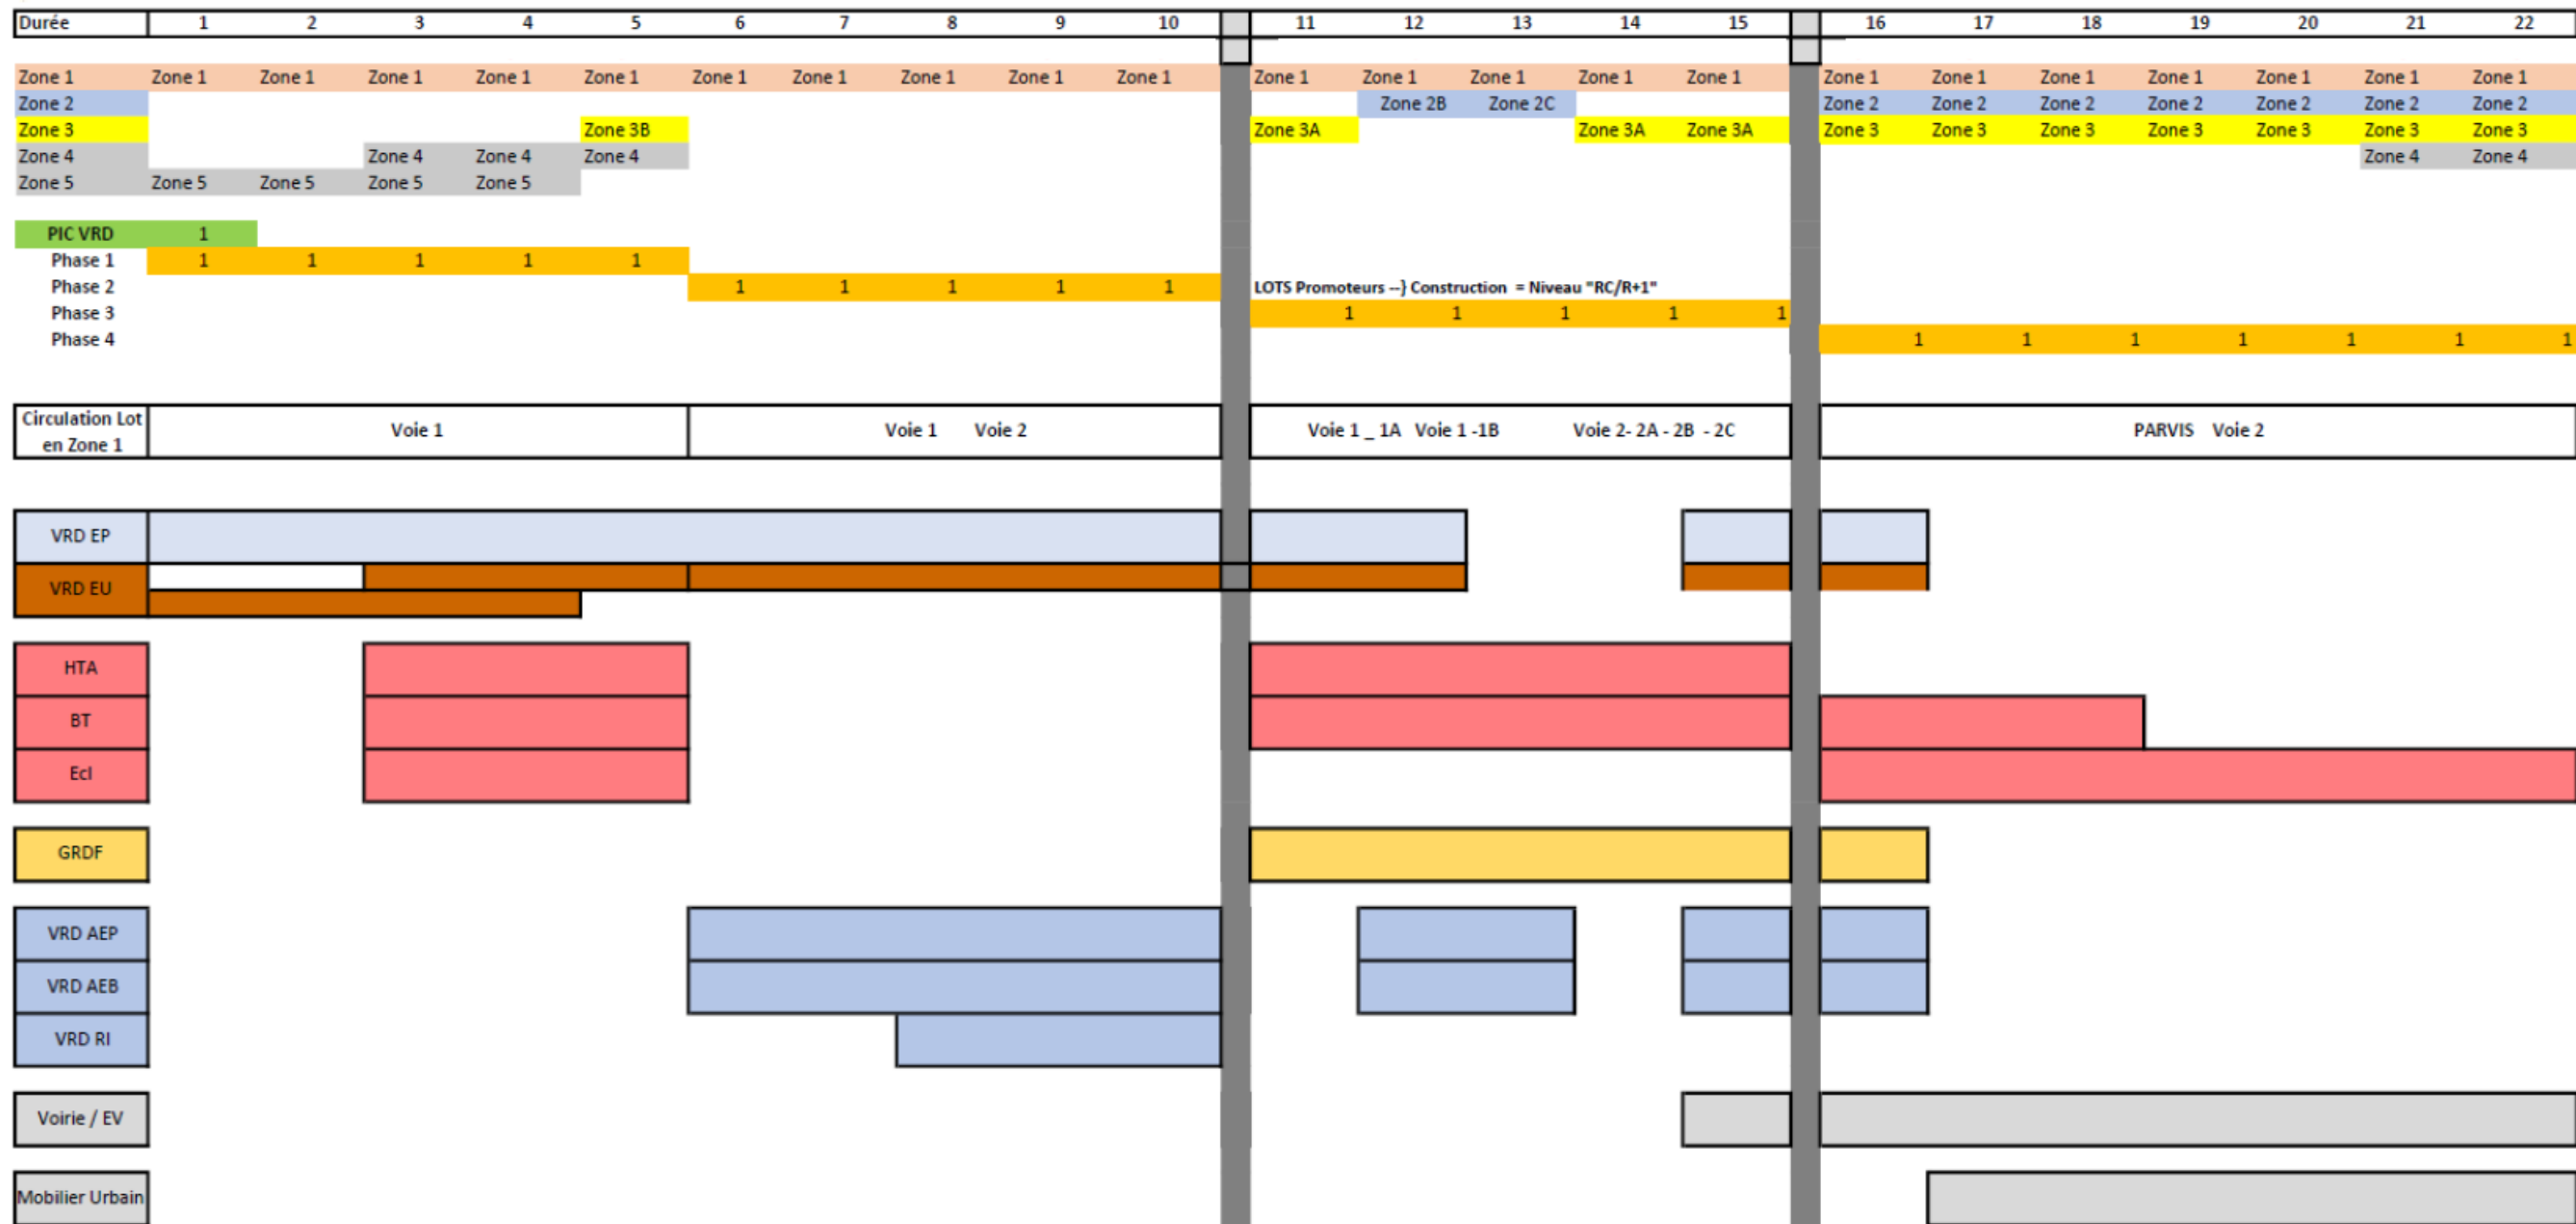 Durée 1 2 3 4 5 6 7 8 9 10 11 12 13 14 15 16 17 18 19 20 21 22
Zone 1 Zone 1 Zone 1 Zone 1 Zone 1 Zone 1 Zone 1 Zone 1 Zone 1 Zone 1 Zone 1 Zone 1 Zone 1 Zone 1 Zone 1 Zone 1 Zone 1 Zone 1 Zone 1 Zone 1 Zone 1 Zone 1 Zone 1
Zone 2 Zone 2B Zone 2C Zone 2 Zone 2 Zone 2 Zone 2 Zone 2 Zone 2 Zone 2
Zone 3 Zone 3B Zone 3A Zone 3A Zone 3A Zone 3 Zone 3 Zone 3 Zone 3 Zone 3 Zone 3 Zone 3
Zone 4 Zone 4 Zone 4 Zone 4 Zone 4 Zone 4
Zone 5 Zone 5 Zone 5 Zone 5 Zone 5
PIC VRD 1
Phase 1 1 1 1 1 1
Phase 2 1 1 1 1 1 LOTS Promoteurs --} Construction = Niveau "RC/R+1"
Phase 3 1 1 1 1 1
Phase 4 1 1 1 1 1 1 1
Circulation Lot
en Zone 1
Voie 1 Voie 1 Voie 2 Voie 1 _ 1A Voie 1 -1B Voie 2- 2A - 2B - 2C PARVIS Voie 2
VRD EP
VRD EU
HTA
BT
Ecl
GRDF
VRD AEP
VRD AEB
VRD RI
Voirie / EV
Mobilier Urbain